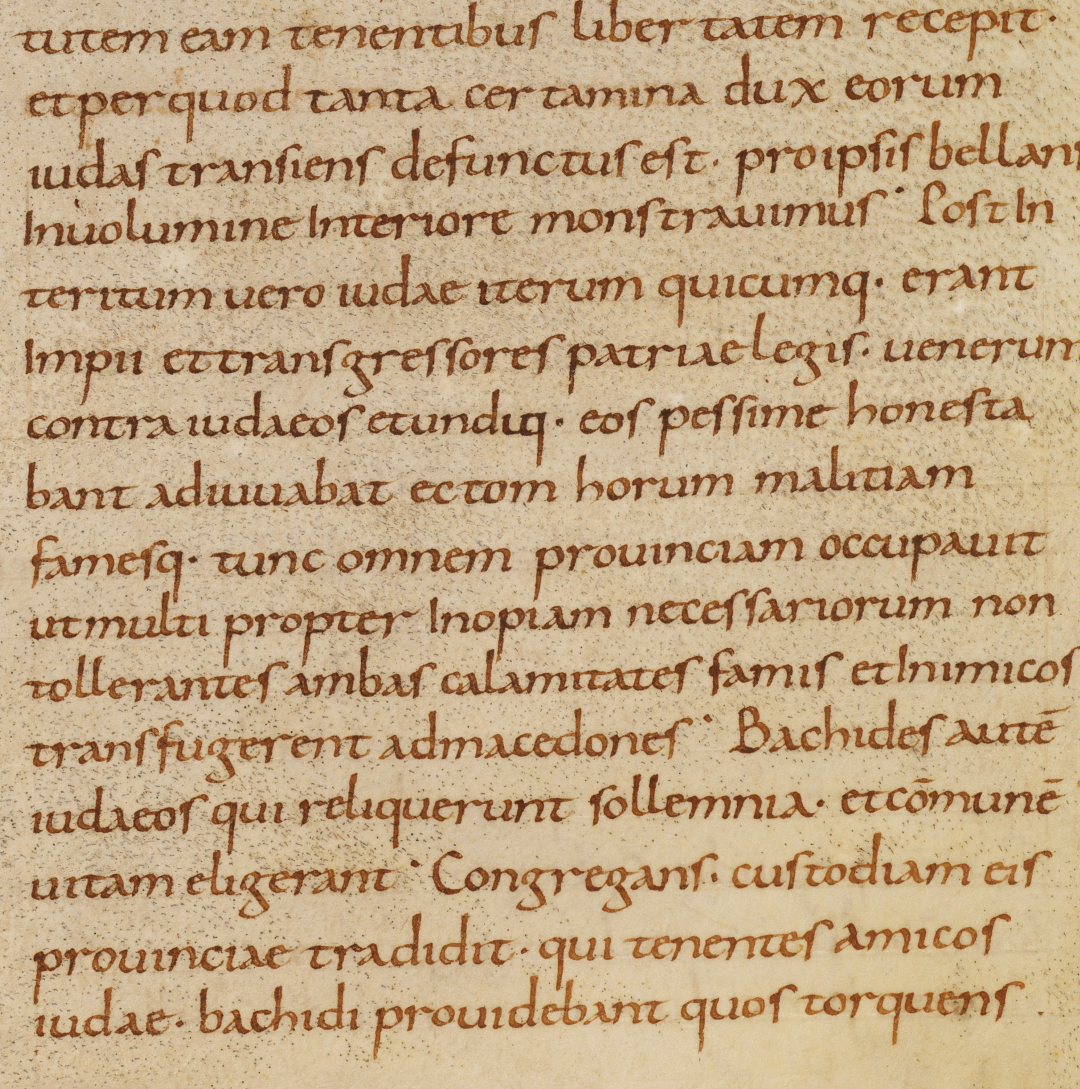 tutem eam tenentibus libertatem recepit·
et per quod tanta certamina dux eorum
iudas transiens defunctus est· pro ipsis bellans
In uolumine Interiore monstrauimus· Post In
teritum uero iudae iterum quicumq· erant
Impii et transgressores patriae legis· uenerun
contra iudaeos et undiq· eos pessime honesta
bant adiuuabat ectom horum malitiam
famesq· tunc omnem prouinciam occupauit
ut multi propter Inopiam necessariorum non
tollerantes ambas calamitates famis et Inimicos
transfugerent ad macedones· Bachides autē
iudaeos qui reliquerunt sollemnia· et cōmunē
uitam eligerant· Congregans· custodiam eis
prouinciae tradidit· qui tenentes amicos
iudae· bachidi prouidebant quos torquens